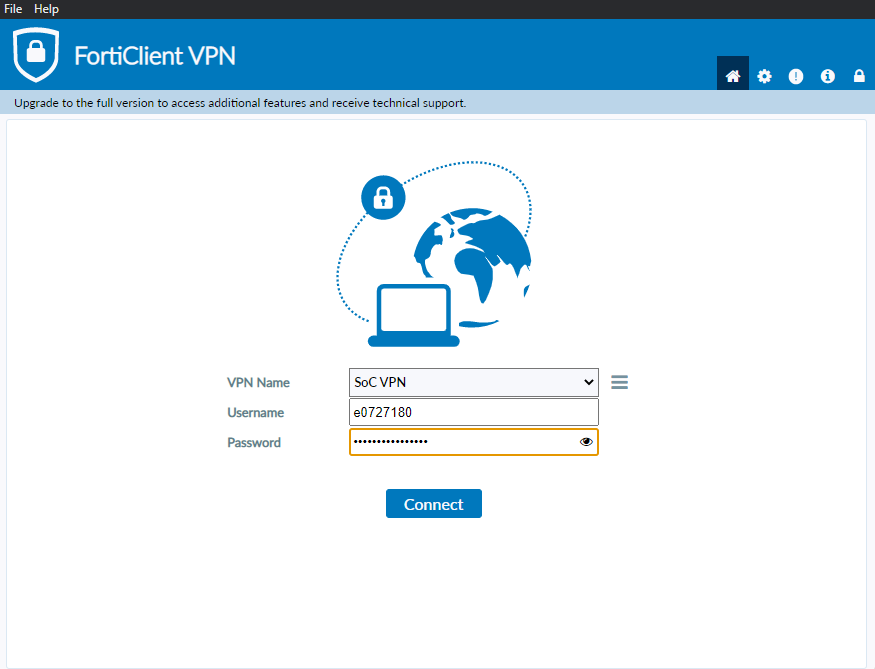 File Help
FortiClient VPN
Upgrade to the full version to access additional features and receive technical support.
VPN Name SoC VPN
Username e0727180
Password ••••••••••••••••
Connect